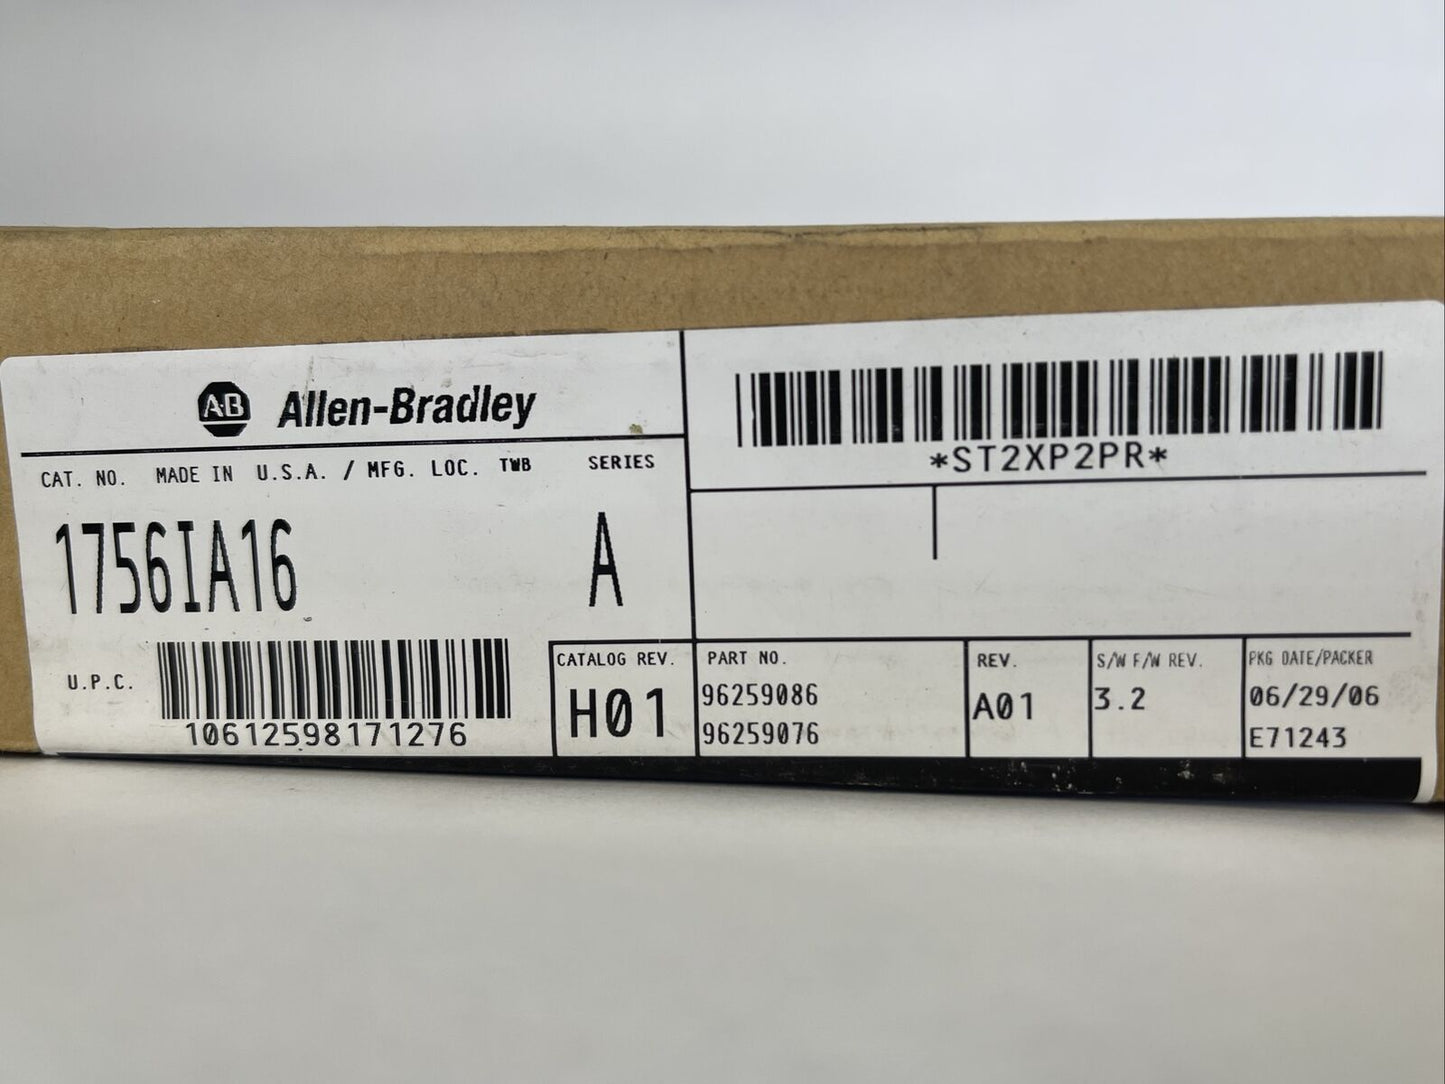 A·B Allen-Bradley
CAT. NO. MADE IN U.S.A. / MFG. LOC. TWB SERIES
1756IA16 A
U.P.C.
10612598171276
*ST2XP2PR*
CATALOG REV.
H01
PART NO.
96259086
96259076
REV.
A01
S/W F/W REV.
3.2
PKG DATE/PACKER
06/29/06
E71243